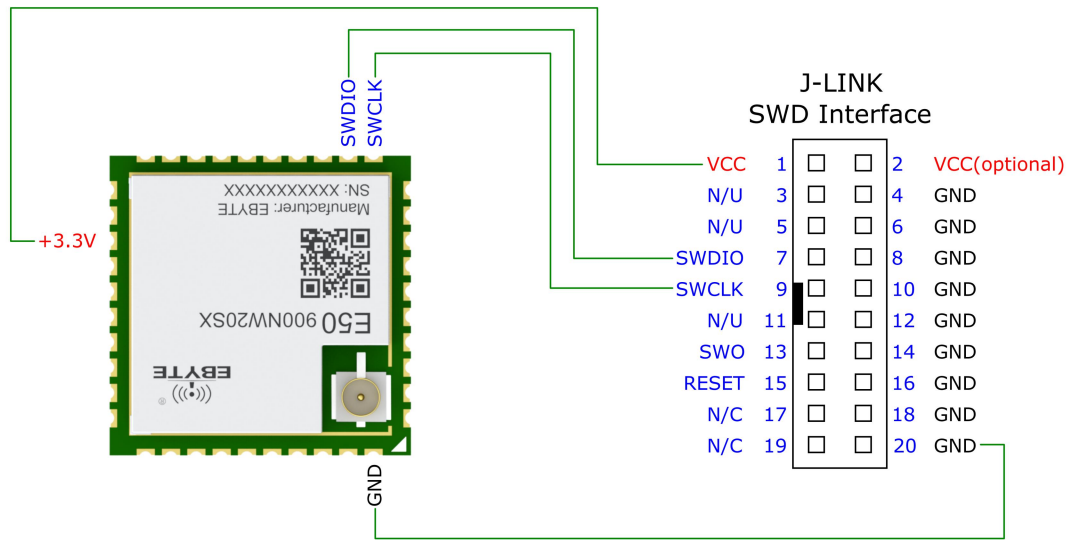 J-LINK
SWD Interface
SWDIO
SWCLK
VCC 1 2 VCC(optional)
N/U 3 4 GND
N/U 5 6 GND
SWDIO 7 8 GND
SWCLK 9 10 GND
N/U 11 12 GND
SWO 13 14 GND
RESET 15 16 GND
N/C 17 18 GND
N/C 19 20 GND
+3.3V
SN: XXXXXXXXXXXX
Manufacturer: EBYTE
E50 900NW20SX
EBYTE
®
GND